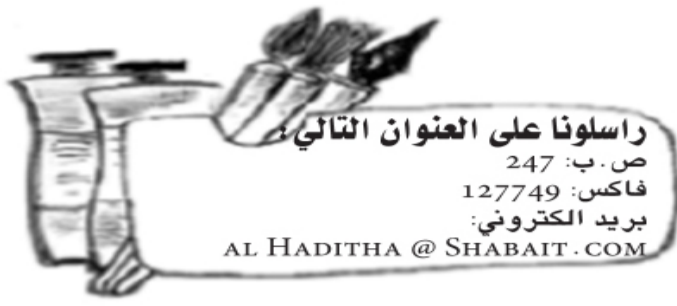 راسلونا على العنوان التالي:
ص.ب: 247
فاكس: 127749
بريد الكتروني:
AL HADITHA @ SHABAIT.COM